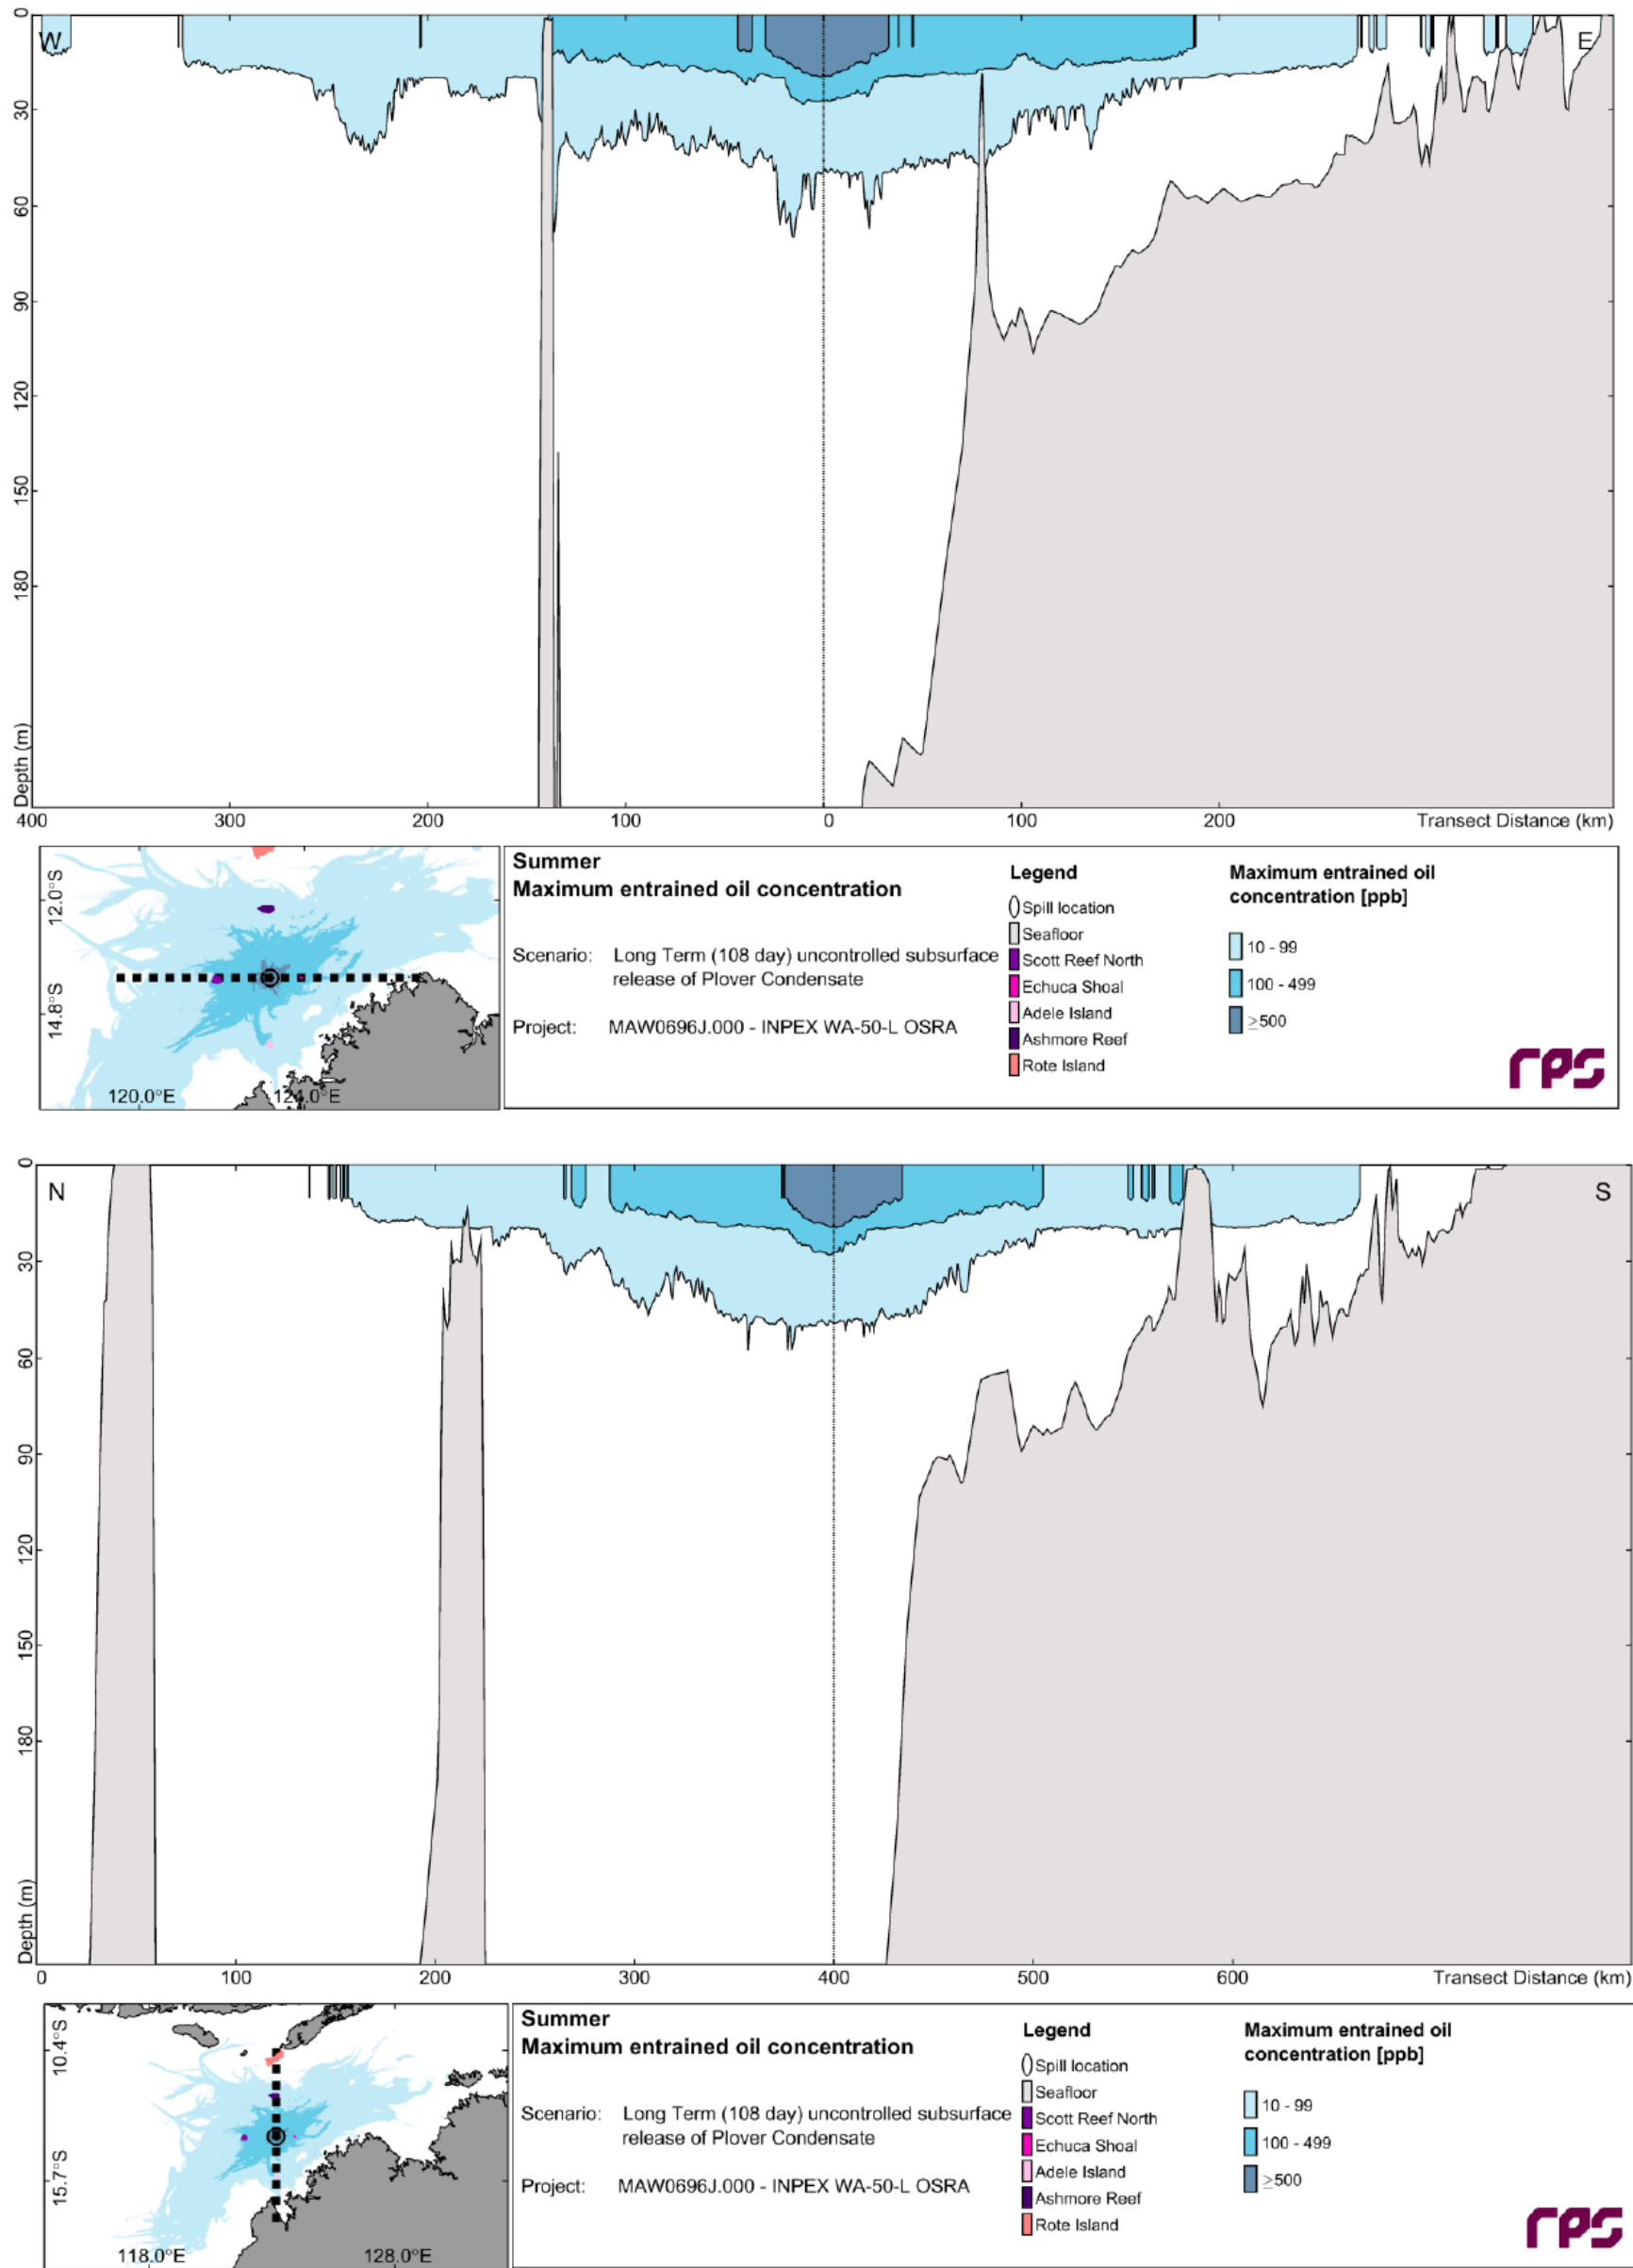 0
W
E
30
60
90
120
150
180
Depth (m)
400
300
200
100
0
100
200
Transect Distance (km)
12.0°S
14.8°S
120.0°E
124.0°E
Summer
Maximum entrained oil concentration
Scenario: Long Term (108 day) uncontrolled subsurface
release of Plover Condensate
Project: MAW0696J.000 - INPEX WA-50-L OSRA
Legend
Spill location
Seafloor
Scott Reef North
Echuca Shoal
Adele Island
Ashmore Reef
Rote Island
Maximum entrained oil
concentration [ppb]
10 - 99
100 - 499
≥500
rps
0
N
S
30
60
90
120
150
180
Depth (m)
0
100
200
300
400
500
600
Transect Distance (km)
10.4°S
15.7°S
118.0°E
128.0°E
Summer
Maximum entrained oil concentration
Scenario: Long Term (108 day) uncontrolled subsurface
release of Plover Condensate
Project: MAW0696J.000 - INPEX WA-50-L OSRA
Legend
Spill location
Seafloor
Scott Reef North
Echuca Shoal
Adele Island
Ashmore Reef
Rote Island
Maximum entrained oil
concentration [ppb]
10 - 99
100 - 499
≥500
rps